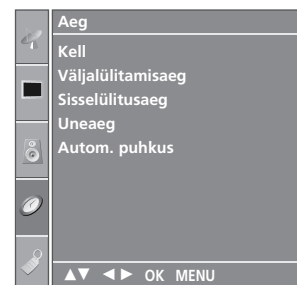 Aeg
Kell
Väljalülitamisaeg
Sisselülitusaeg
Uneaeg
Autom. puhkus
▲▼ ◄► OK MENU